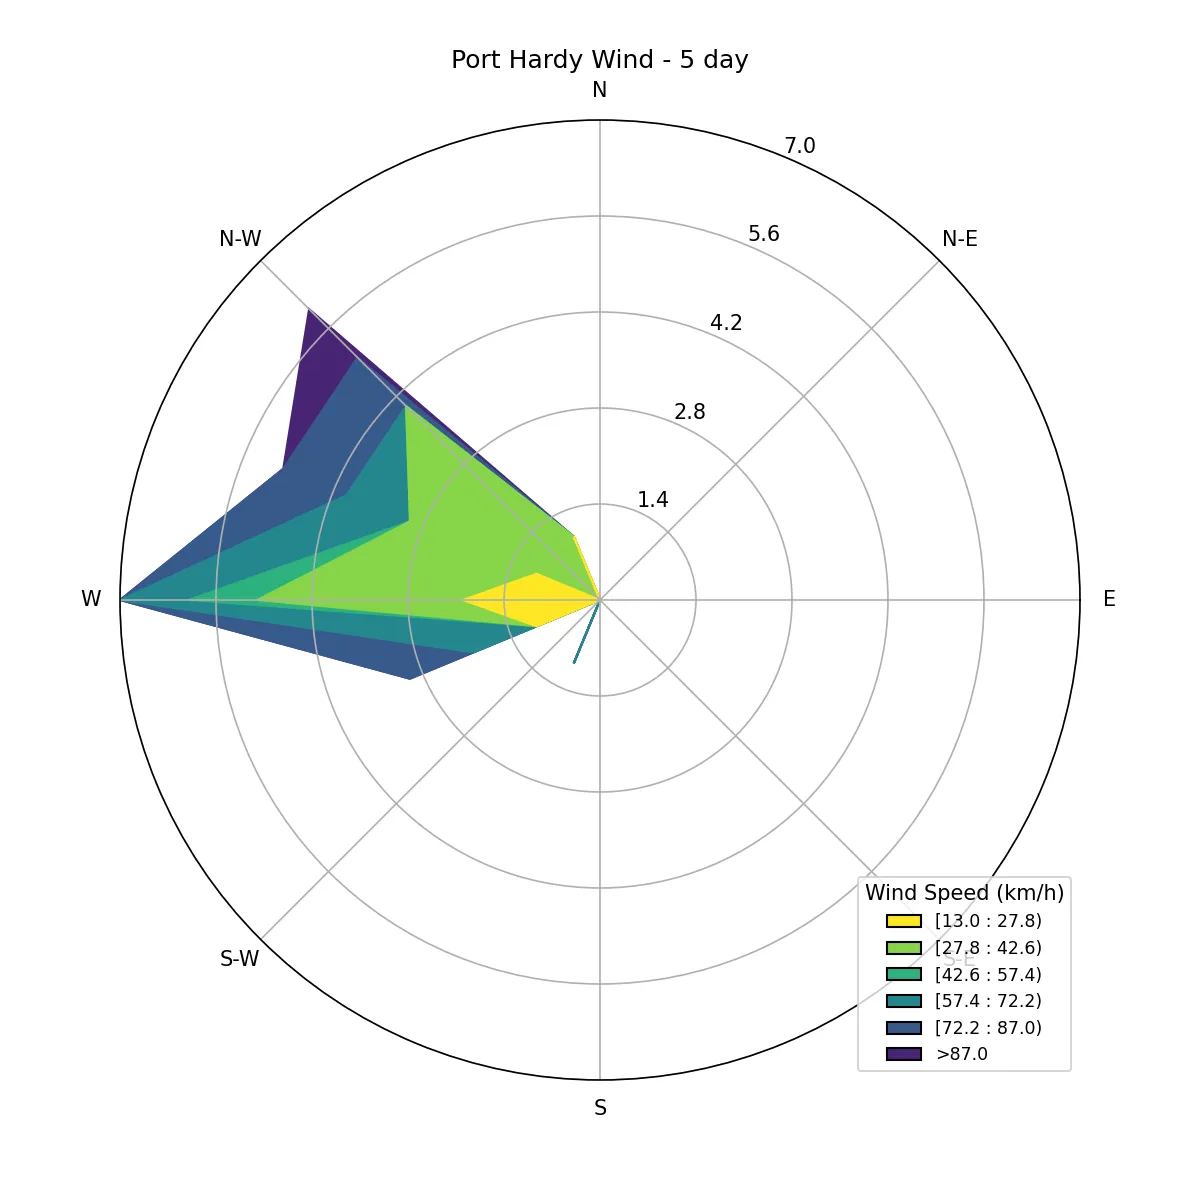 Port Hardy Wind - 5 day
N
7.0
5.6
N-W
N-E
4.2
2.8
1.4
W
E
S-W
S-E
S
Wind Speed (km/h)
[13.0 : 27.8)
[27.8 : 42.6)
[42.6 : 57.4)
[57.4 : 72.2)
[72.2 : 87.0)
>87.0